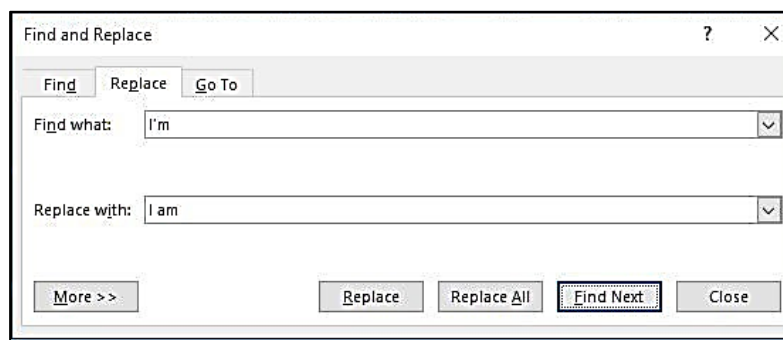 Find and Replace ?
Find Replace Go To
Find what: I'm
Replace with: I am
More >> Replace Replace All Find Next Close